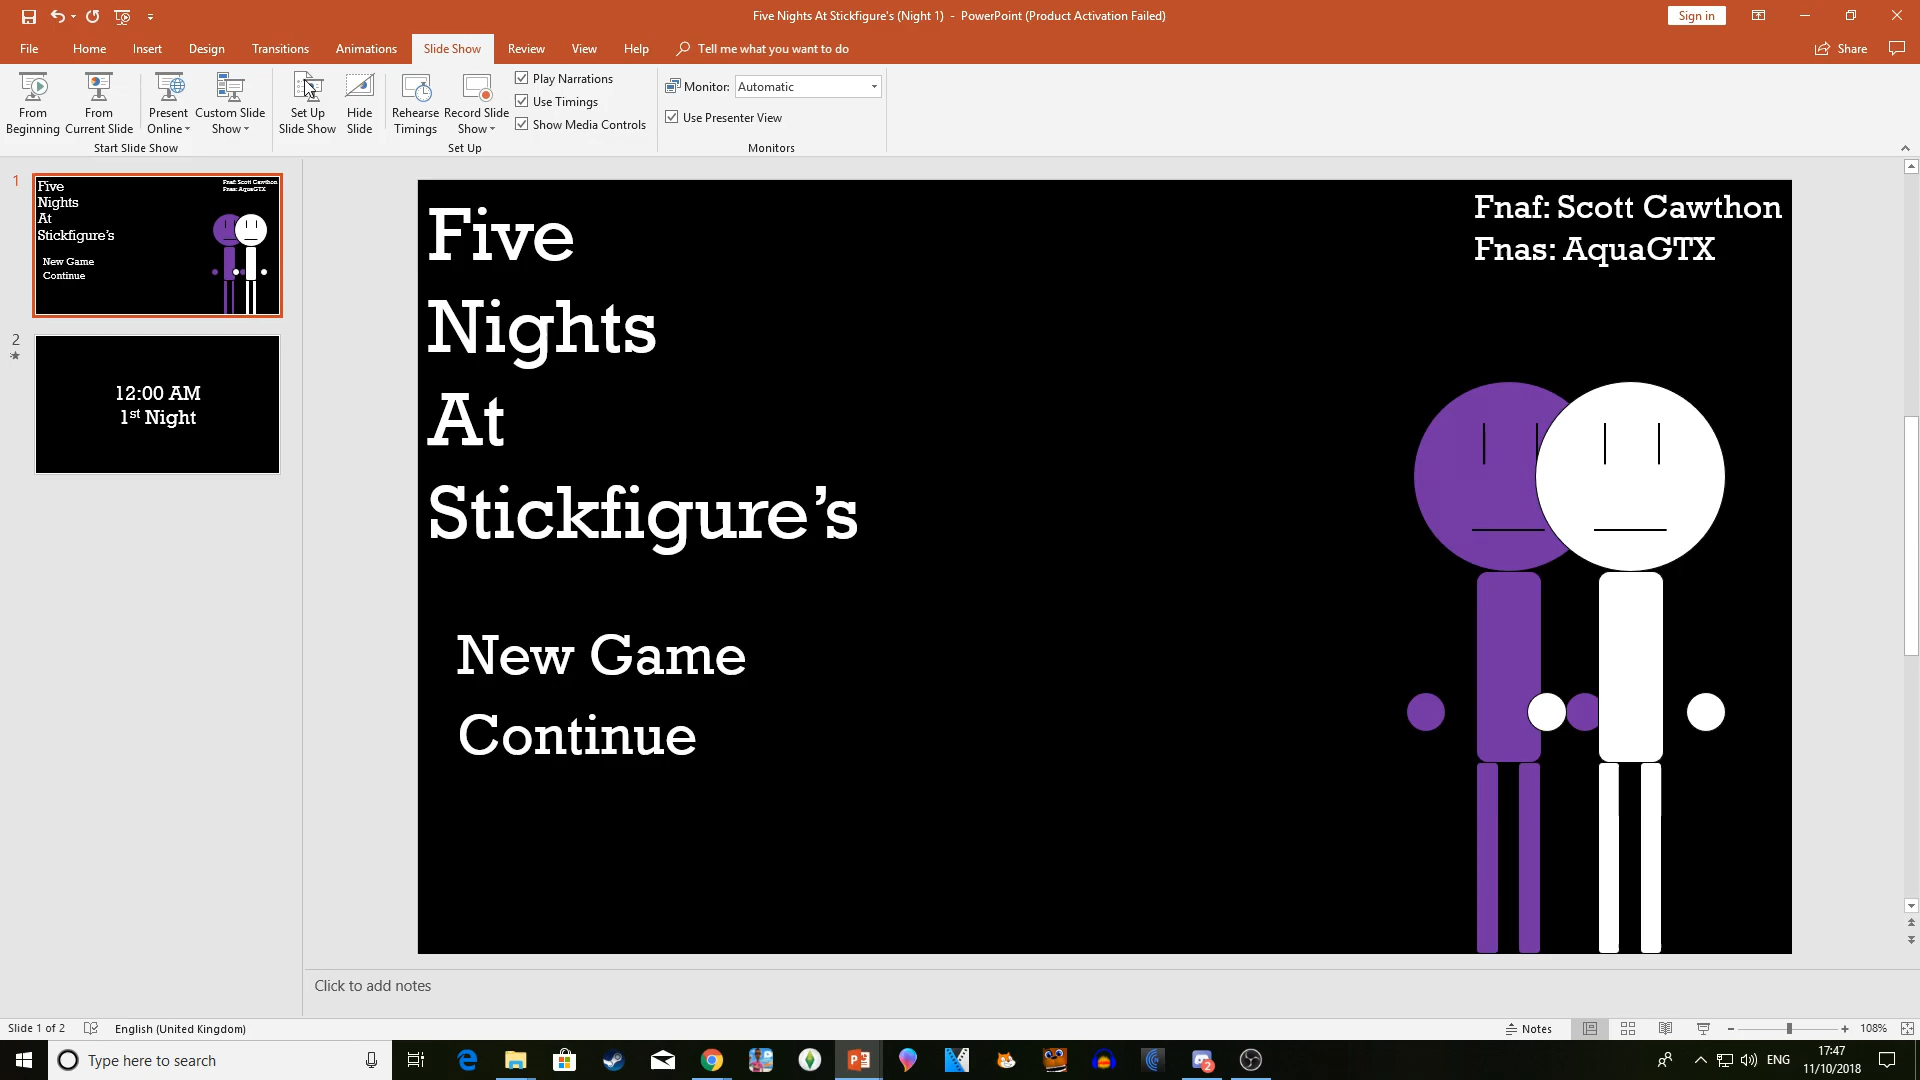 Five Nights At Stickfigure's (Night 1) - PowerPoint (Product Activation Failed)
Sign in
File Home Insert Design Transitions Animations Slide Show Review View Help Tell me what you want to do
Share
From Beginning
From Current Slide
Present Online
Custom Slide Show
Set Up Slide Show
Hide Slide
Rehearse Timings
Record Slide Show
Play Narrations
Use Timings
Show Media Controls
Monitor: Automatic
Use Presenter View
Start Slide Show
Set Up
Monitors
1
Five
Nights
At
Stickfigure's
New Game
Continue
Fnaf: Scott Cawthon
Fnas: AquaGTX
2
12:00 AM
1st Night
Five
Nights
At
Stickfigure’s
New Game
Continue
Fnaf: Scott Cawthon
Fnas: AquaGTX
Click to add notes
Slide 1 of 2
English (United Kingdom)
Notes
108%
Type here to search
2
ENG
17:47
11/10/2018